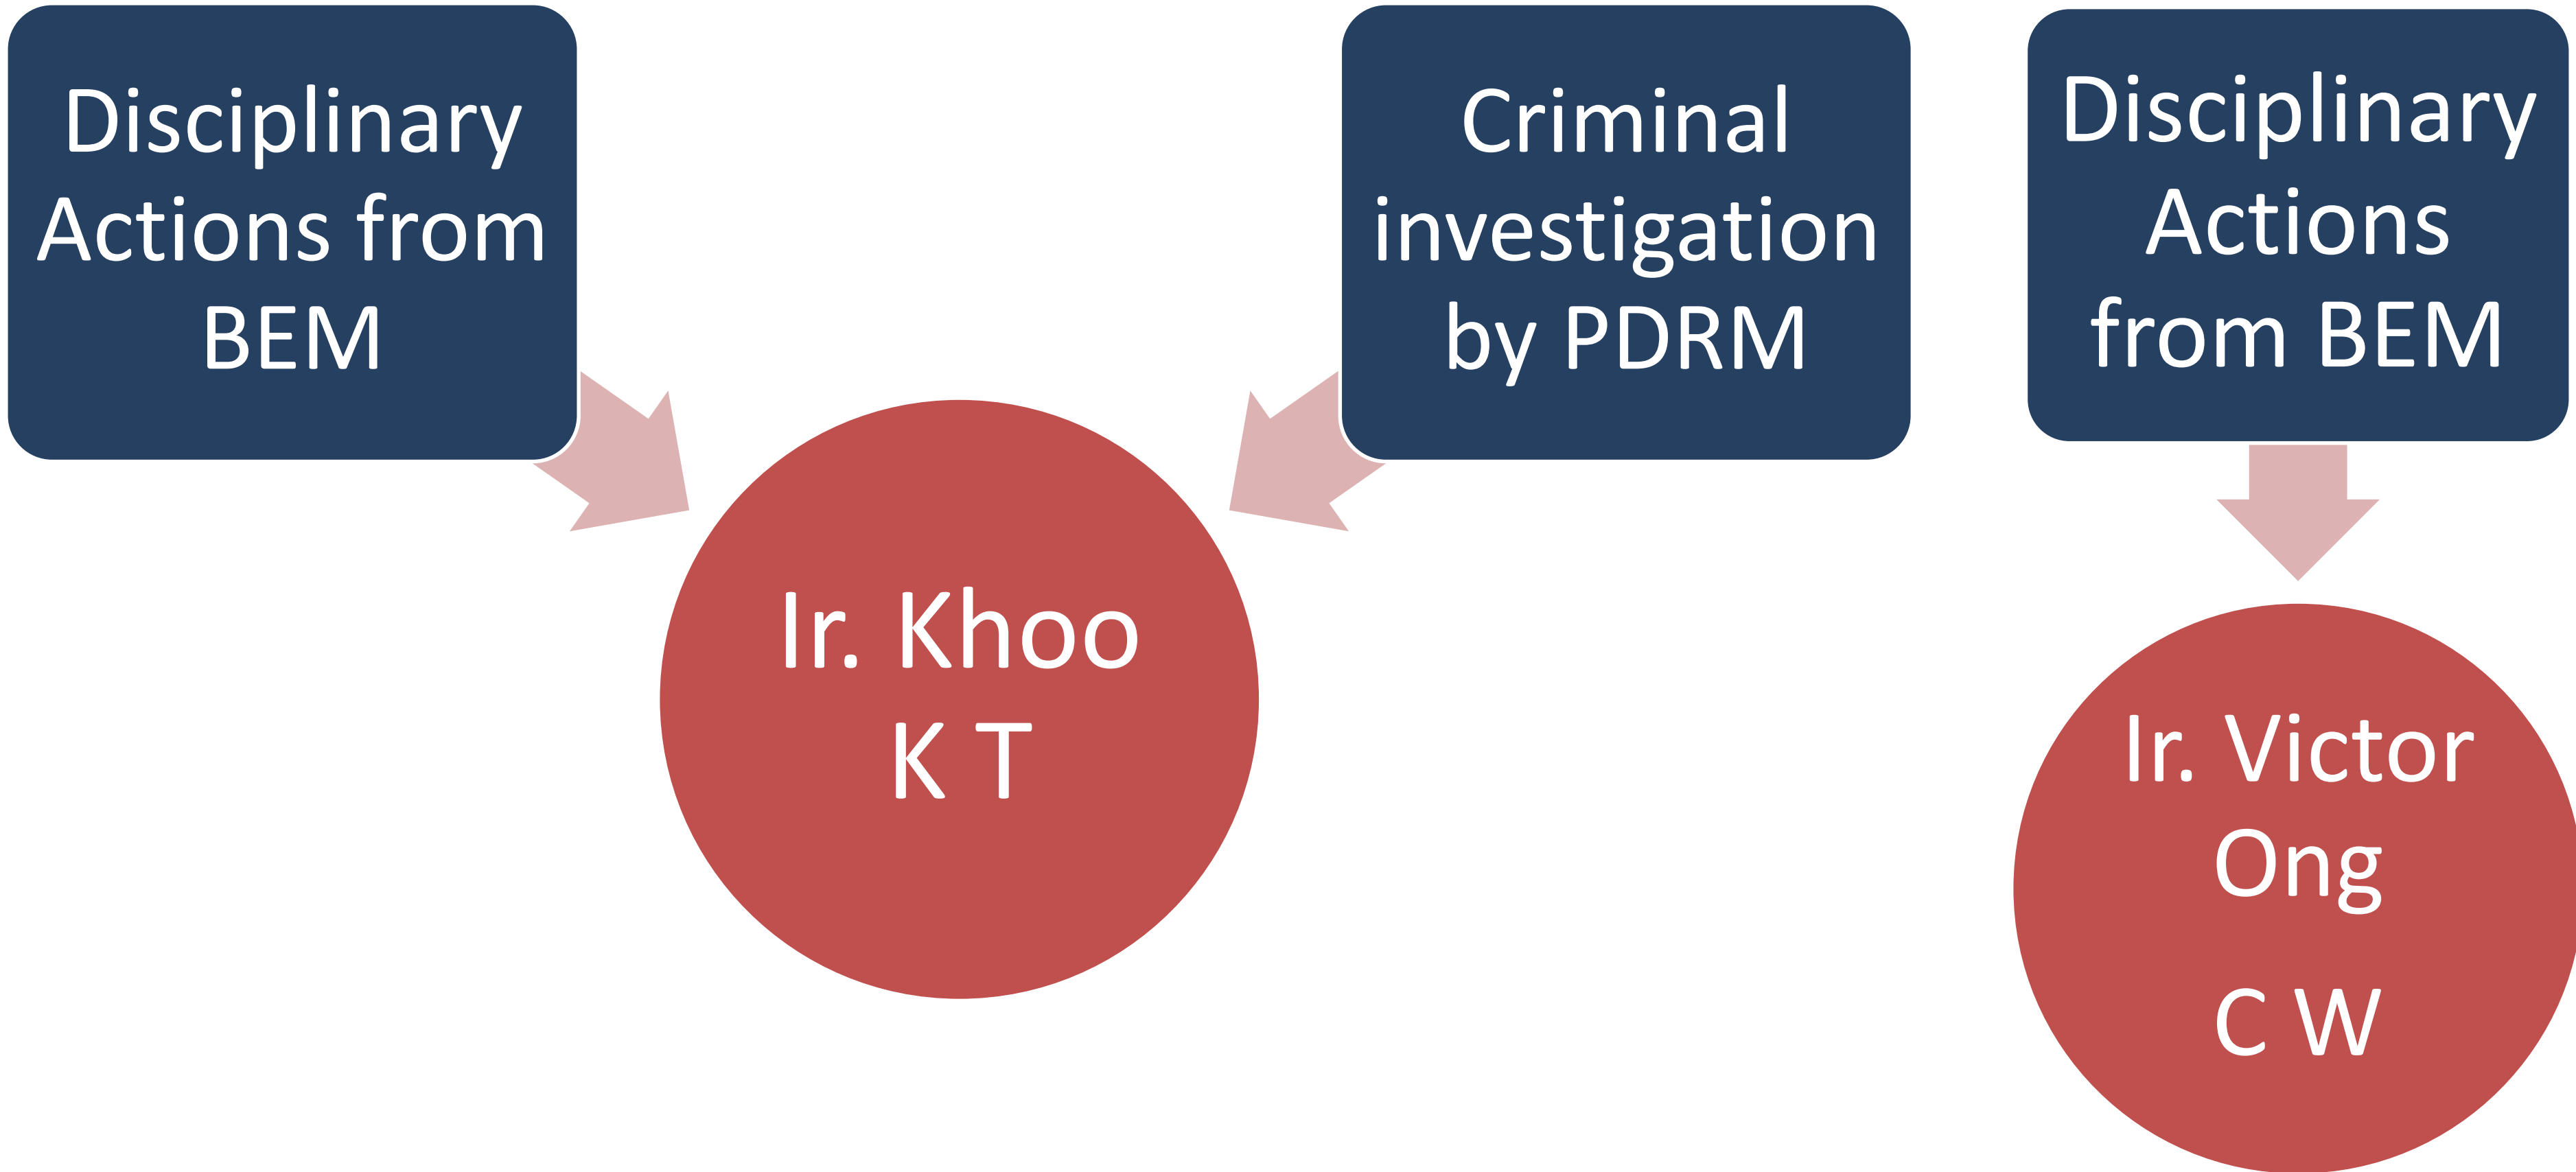 Disciplinary
Actions from
BEM
Criminal
investigation
by PDRM
Disciplinary
Actions
from BEM
Ir. Khoo
K T
Ir. Victor
Ong
C W